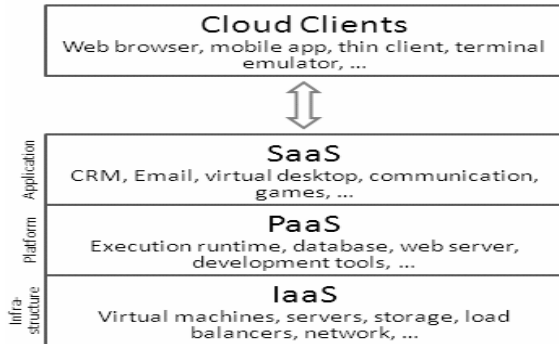 Cloud Clients
Web browser, mobile app, thin client, terminal
emulator, ...
Application
SaaS
CRM, Email, virtual desktop, communication,
games, ...
Platform
PaaS
Execution runtime, database, web server,
development tools, ...
Infra-
structure
IaaS
Virtual machines, servers, storage, load
balancers, network, ...